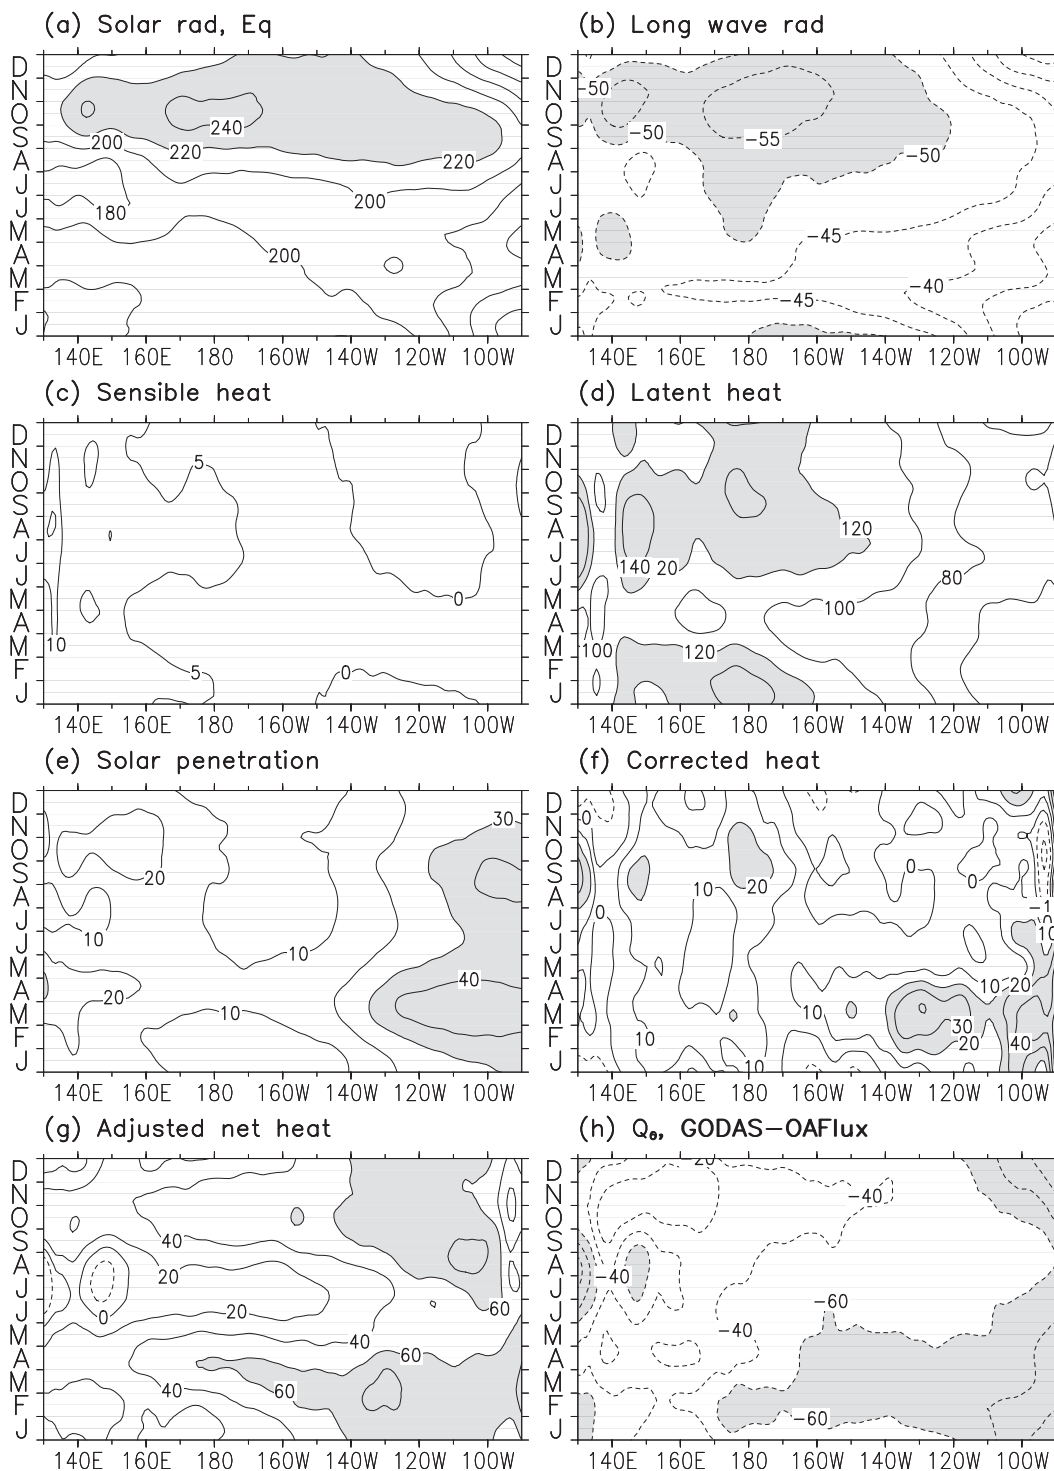 (a) Solar rad, Eq
D
N
O
S
A
J
J
M
A
M
F
J
240
200
220
220
200
180
200
140E 160E 180 160W 140W 120W 100W
(b) Long wave rad
D
N
O
S
A
J
J
M
A
M
F
J
−50
−50
−55
−50
−45
−40
−45
140E 160E 180 160W 140W 120W 100W
(c) Sensible heat
D
N
O
S
A
J
J
M
A
M
F
J
5
0
10
5
0
140E 160E 180 160W 140W 120W 100W
(d) Latent heat
D
N
O
S
A
J
J
M
A
M
F
J
120
140 20
80
100
100
120
140E 160E 180 160W 140W 120W 100W
(e) Solar penetration
D
N
O
S
A
J
J
M
A
M
F
J
30
20
10
10
40
20
10
140E 160E 180 160W 140W 120W 100W
(f) Corrected heat
D
N
O
S
A
J
J
M
A
M
F
J
0
0
0
10
20
0
−1
0
10
10 20
10
30
10
20
40
10
140E 160E 180 160W 140W 120W 100W
(g) Adjusted net heat
D
N
O
S
A
J
J
M
A
M
F
J
40
20
20
60
0
40
60
40
60
140E 160E 180 160W 140W 120W 100W
(h) Qₑ, GODAS−OAFlux
D
N
O
S
A
J
J
M
A
M
F
J
20
−40
−40
−60
−40
−60
140E 160E 180 160W 140W 120W 100W